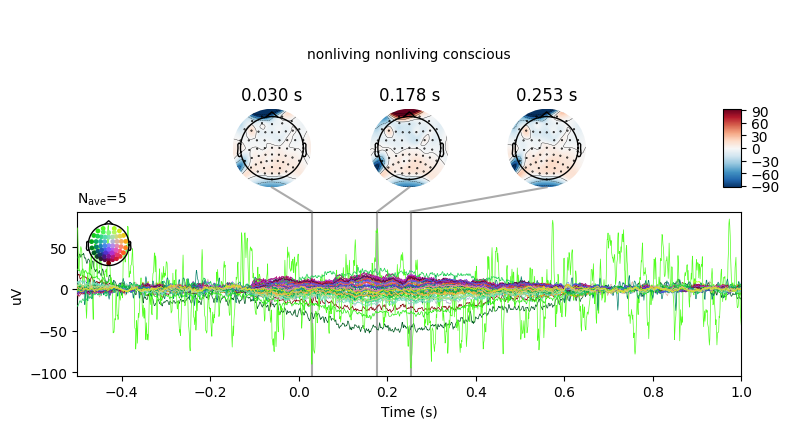 nonliving nonliving conscious
0.030 s 0.178 s 0.253 s
90
60
30
0
−30
−60
−90
Nave=5
50
0
−50
−100
uV
−0.4 −0.2 0.0 0.2 0.4 0.6 0.8 1.0
Time (s)